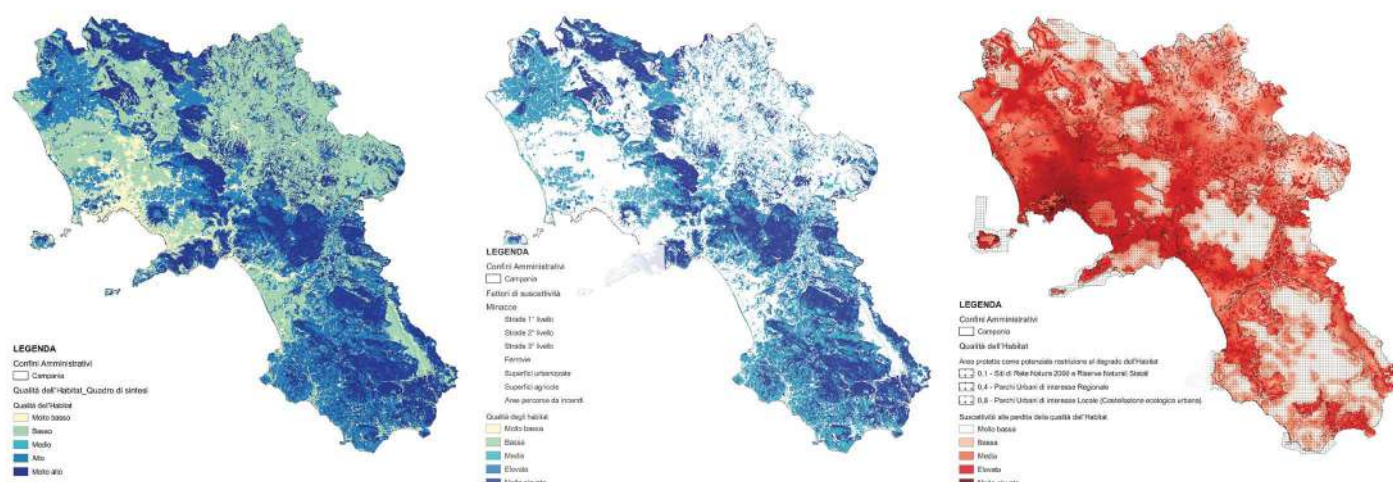 LEGENDA
Confini Amministrativi
Campania
Qualità dell'Habitat_Quadro di sintesi
Qualità dell'Habitat
Molto basso
Basso
Medio
Alto
Molto alto
LEGENDA
Confini Amministrativi
Campania
Fattori di suscettività
Minacce
Strade 1° livello
Strade 2° livello
Strade 3° livello
Ferrovie
Superfici urbanizzate
Superfici agricole
Aree percorse da incendi
Qualità degli habitat
Molto bassa
Bassa
Media
Elevata
Molto elevata
LEGENDA
Confini Amministrativi
Campania
Qualità dell'Habitat
Aree protette come potenziale restrizione al degrado dell'Habitat
0,1 - Siti di Rete Natura 2000 e Riserve Naturali Statali
0,4 - Parchi Urbani di interesse Regionale
0,8 - Parchi Urbani di interesse Locale (Costellazione ecologico urbana)
Suscettività alla perdita della qualità dell'Habitat
Molto bassa
Bassa
Media
Elevata
Molto elevata